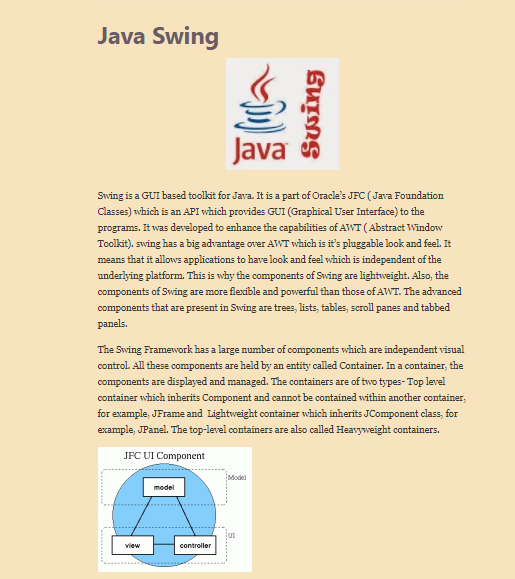 Java Swing
Java
Swing
Swing is a GUI based toolkit for Java. It is a part of Oracle's JFC ( Java Foundation
Classes) which is an API which provides GUI (Graphical User Interface) to the
programs. It was developed to enhance the capabilities of AWT ( Abstract Window
Toolkit). swing has a big advantage over AWT which is it's pluggable look and feel. It
means that it allows applications to have look and feel which is independent of the
underlying platform. This is why the components of Swing are lightweight. Also, the
components of Swing are more flexible and powerful than those of AWT. The advanced
components that are present in Swing are trees, lists, tables, scroll panes and tabbed
panels.
The Swing Framework has a large number of components which are independent visual
control. All these components are held by an entity called Container. In a container, the
components are displayed and managed. The containers are of two types- Top level
container which inherits Component and cannot be contained within another container,
for example, JFrame and  Lightweight container which inherits JComponent class, for
example, JPanel. The top-level containers are also called Heavyweight containers.
JFC UI Component
Model
model
UI
view
controller